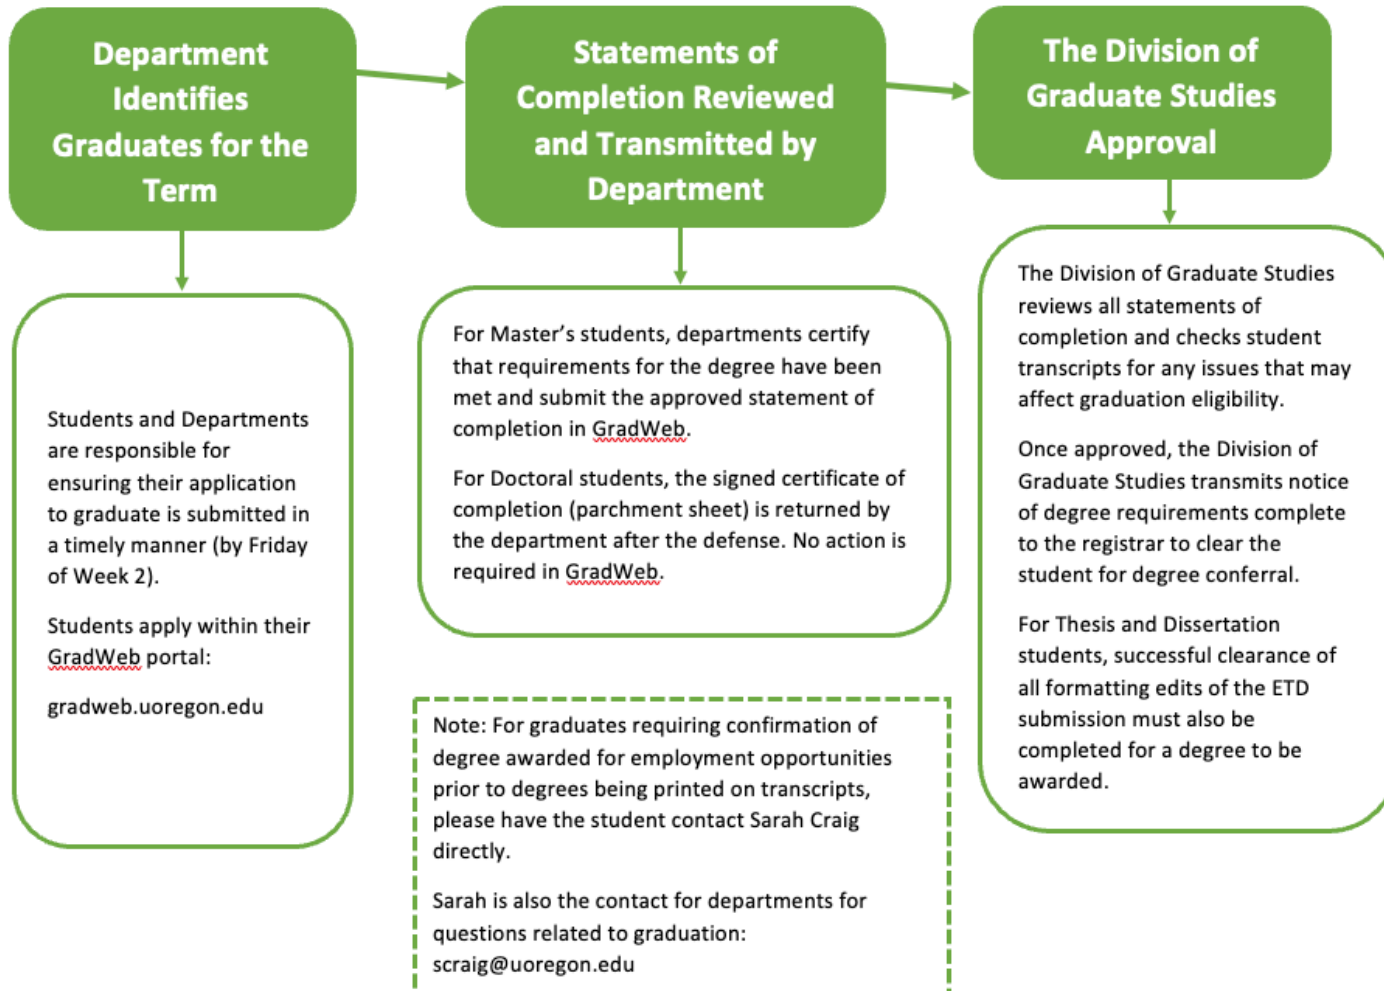 Department
Identifies
Graduates for the
Term
Statements of
Completion Reviewed
and Transmitted by
Department
The Division of
Graduate Studies
Approval
Students and Departments
are responsible for
ensuring their application
to graduate is submitted in
a timely manner (by Friday
of Week 2).
Students apply within their
GradWeb portal:
gradweb.uoregon.edu
For Master’s students, departments certify
that requirements for the degree have been
met and submit the approved statement of
completion in GradWeb.
For Doctoral students, the signed certificate of
completion (parchment sheet) is returned by
the department after the defense. No action is
required in GradWeb.
The Division of Graduate Studies
reviews all statements of
completion and checks student
transcripts for any issues that may
affect graduation eligibility.
Once approved, the Division of
Graduate Studies transmits notice
of degree requirements complete
to the registrar to clear the
student for degree conferral.
For Thesis and Dissertation
students, successful clearance of
all formatting edits of the ETD
submission must also be
completed for a degree to be
awarded.
Note: For graduates requiring confirmation of
degree awarded for employment opportunities
prior to degrees being printed on transcripts,
please have the student contact Sarah Craig
directly.
Sarah is also the contact for departments for
questions related to graduation:
scraig@uoregon.edu